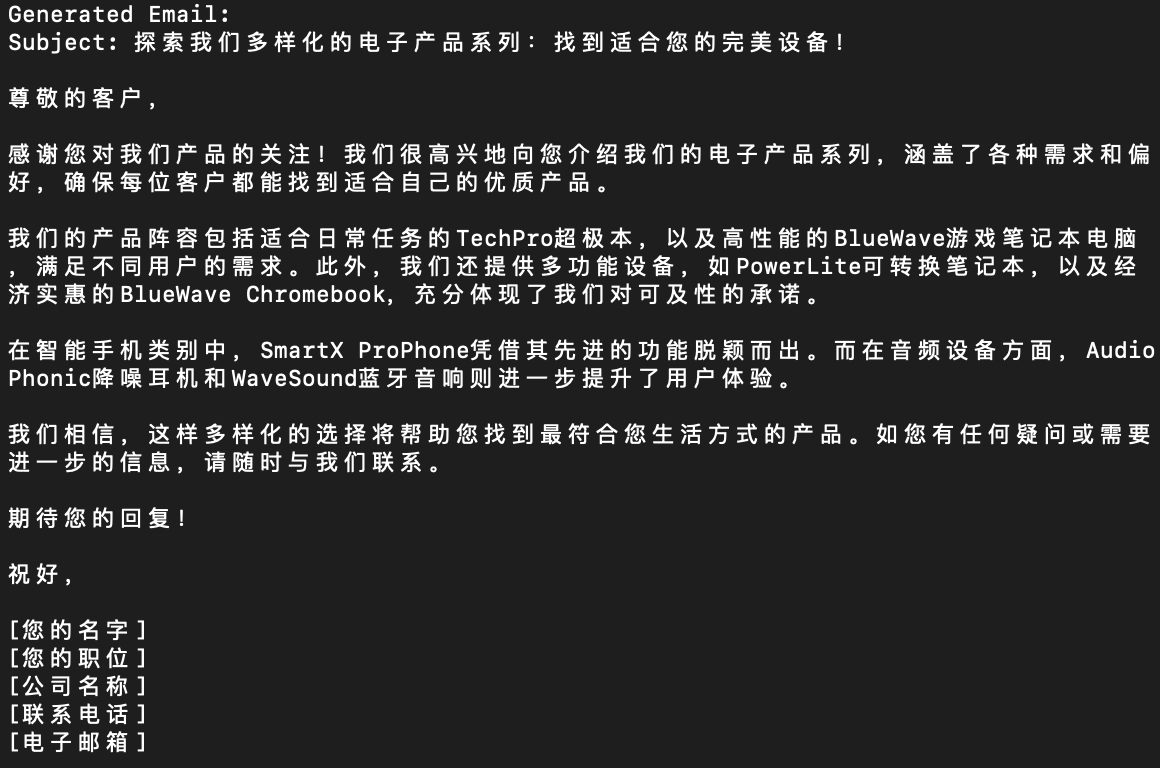 Generated Email:
Subject: 探索我们多样化的电子产品系列：找到适合您的完美设备！
尊敬的客户，
感谢您对我们产品的关注！我们很高兴地向您介绍我们的电子产品系列，涵盖了各种需求和偏
好，确保每位客户都能找到适合自己的优质产品。
我们的产品阵容包括适合日常任务的TechPro超极本，以及高性能的BlueWave游戏笔记本电脑
，满足不同用户的需求。此外，我们还提供多功能设备，如PowerLite可转换笔记本，以及经
济实惠的BlueWave Chromebook，充分体现了我们对可及性的承诺。
在智能手机类别中，SmartX ProPhone凭借其先进的功能脱颖而出。而在音频设备方面，Audio
Phonic降噪耳机和WaveSound蓝牙音响则进一步提升了用户体验。
我们相信，这样多样化的选择将帮助您找到最符合您生活方式的产品。如您有任何疑问或需要
进一步的信息，请随时与我们联系。
期待您的回复！
祝好，
[您的名字]
[您的职位]
[公司名称]
[联系电话]
[电子邮箱]